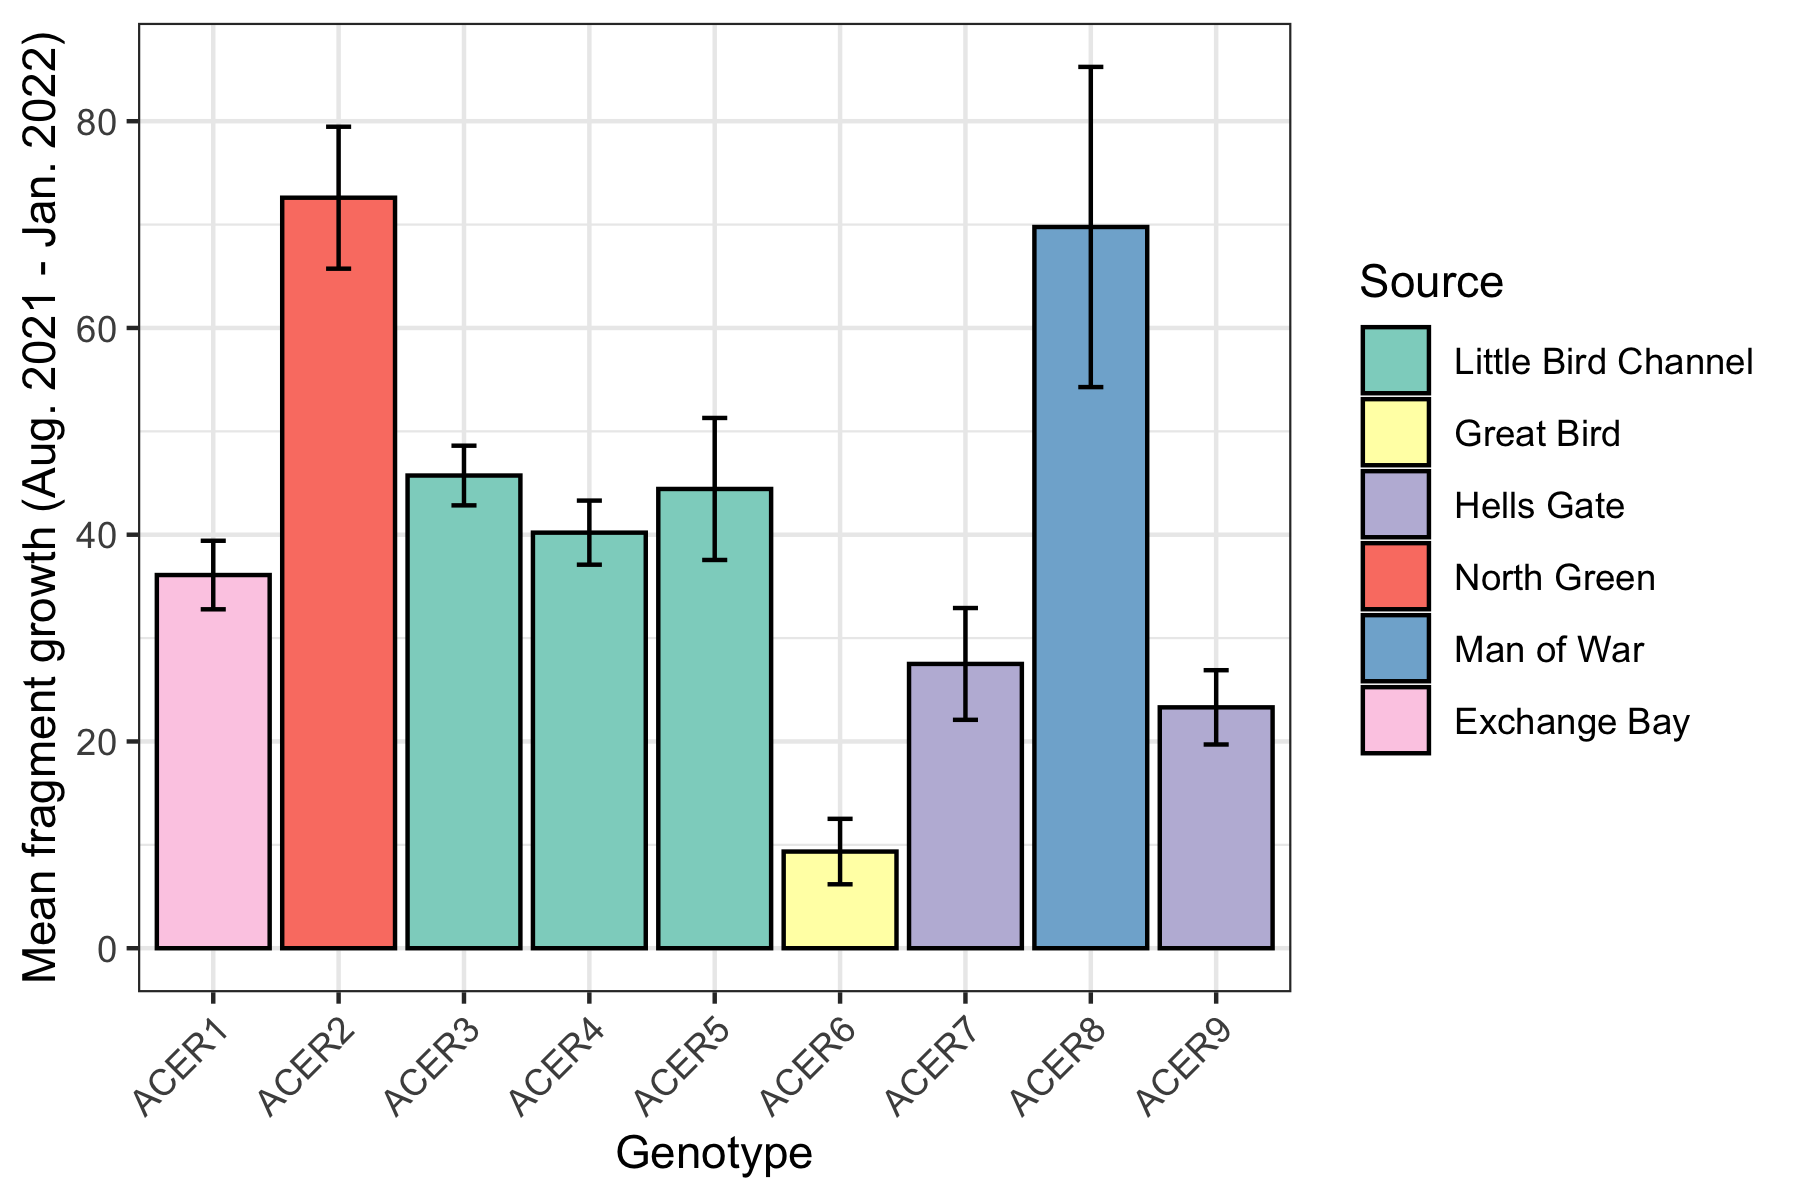 Mean fragment growth (Aug. 2021 - Jan. 2022)
80
60
40
20
0
ACER1
ACER2
ACER3
ACER4
ACER5
ACER6
ACER7
ACER8
ACER9
Genotype
Source
Little Bird Channel
Great Bird
Hells Gate
North Green
Man of War
Exchange Bay